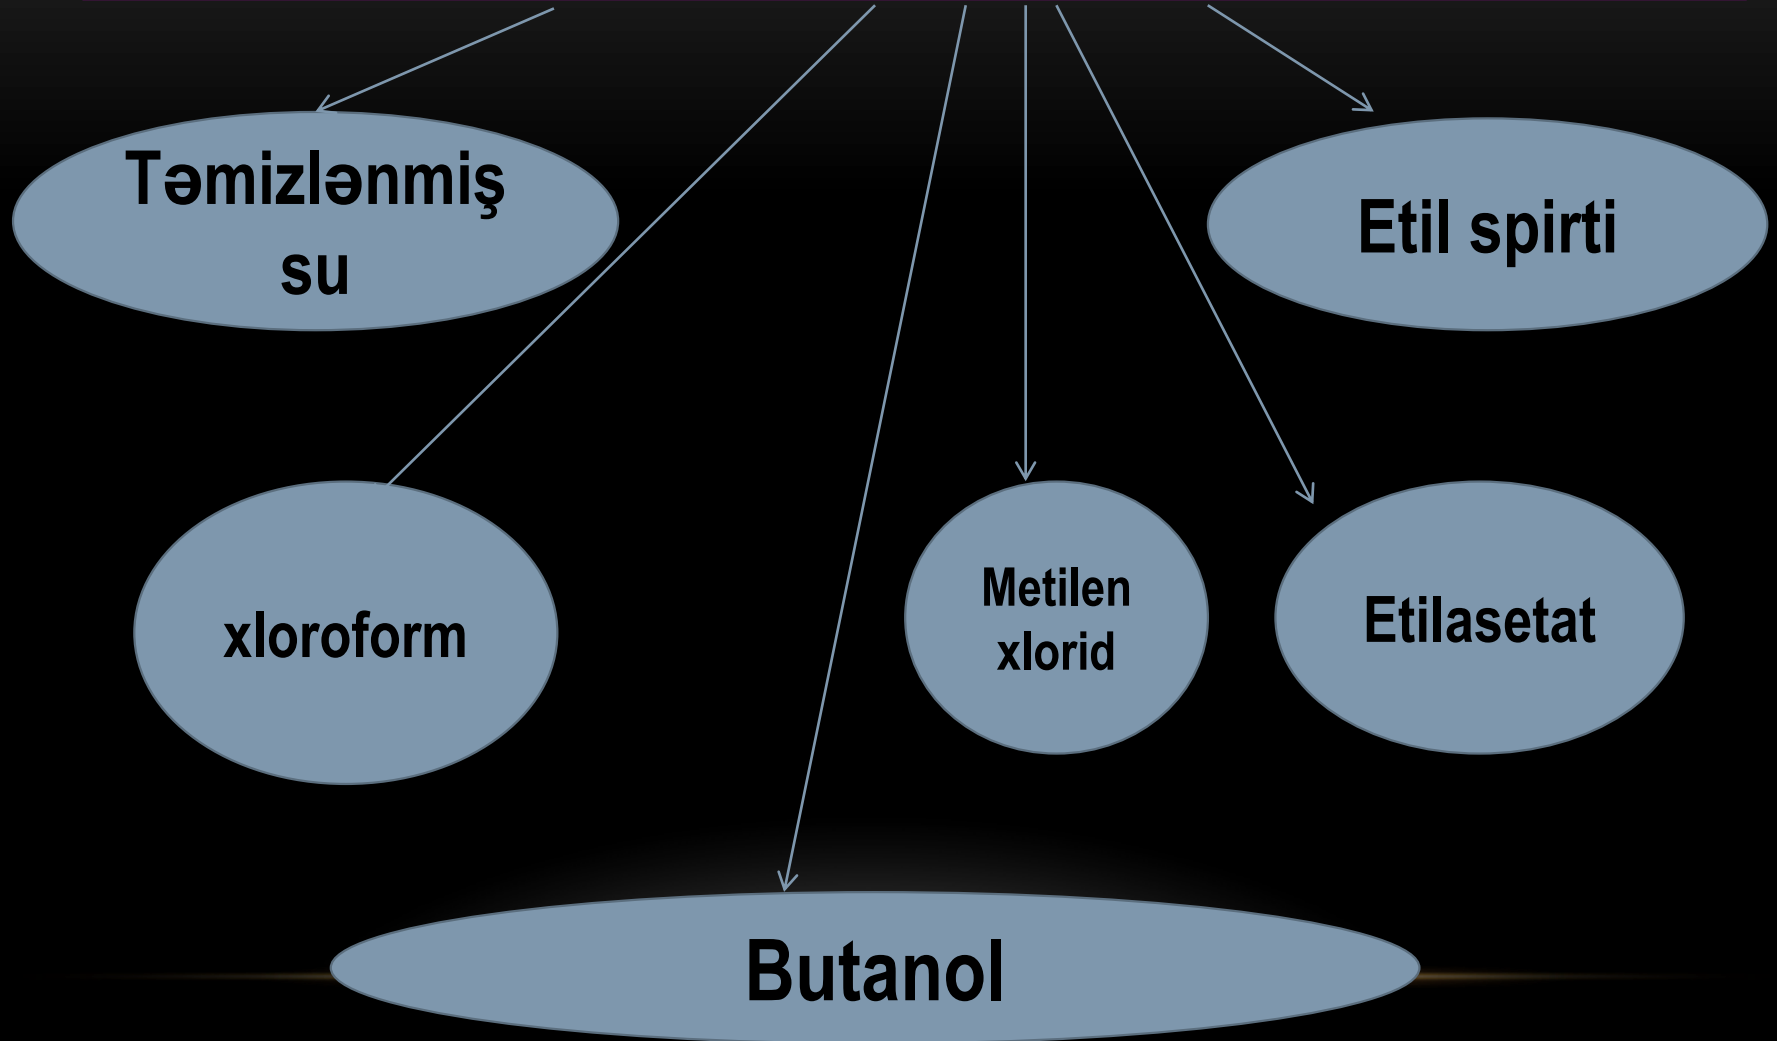 Təmizlənmiş
su
Etil spirti
xloroform
Metilen
xlorid
Etilasetat
Butanol